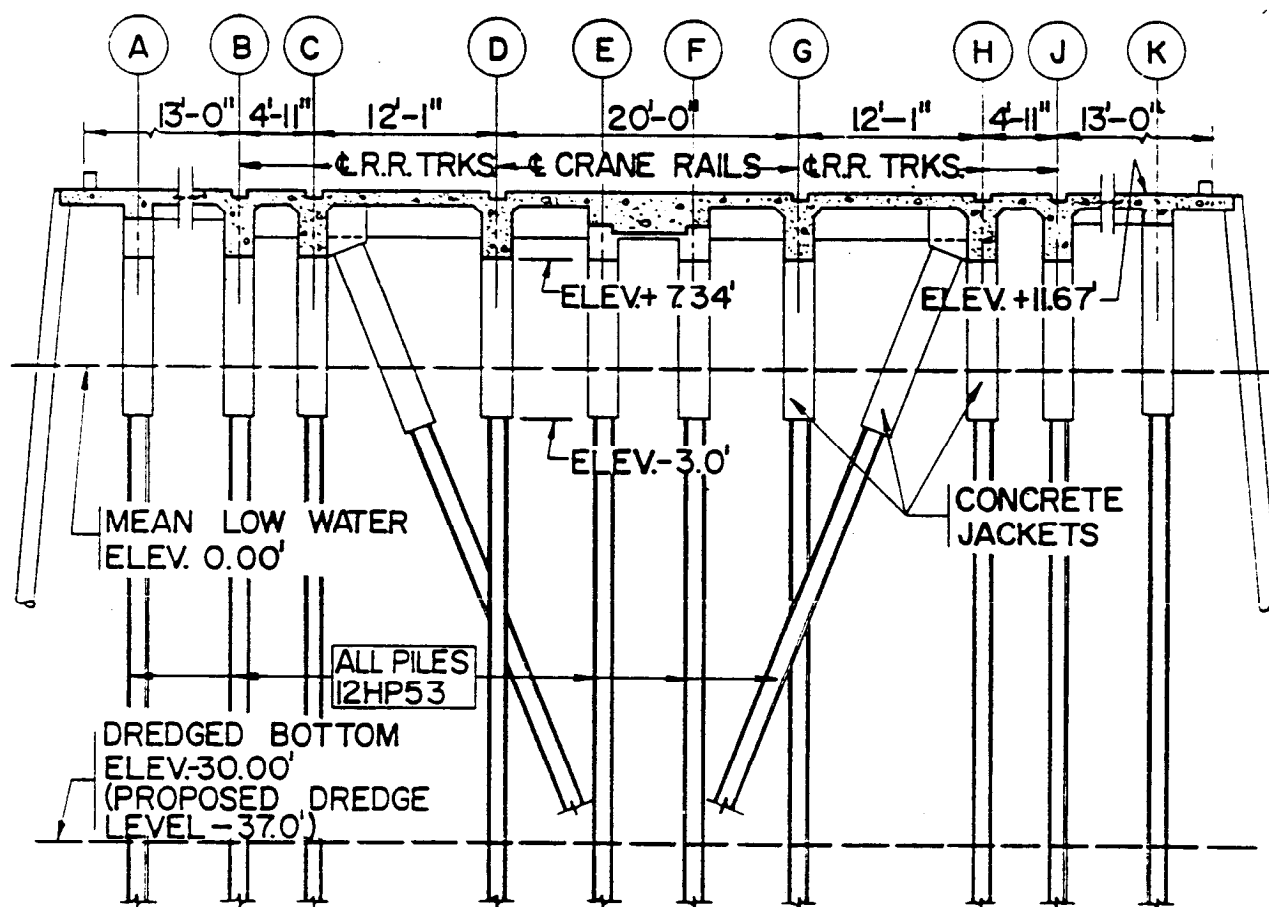 A B C D E F G H J K
13'-0" 4'-11" 12'-1" 20'-0" 12'-1" 4'-11" 13'-0"
℄ R.R. TRKS. ℄ CRANE RAILS ℄ R.R. TRKS.
ELEV.+ 7.34'
ELEV. +11.67'
ELEV.-3.0'
MEAN LOW WATER
ELEV. 0.00'
CONCRETE
JACKETS
ALL PILES
12HP53
DREDGED BOTTOM
ELEV.-30.00'
(PROPOSED DREDGE
LEVEL -37.0')